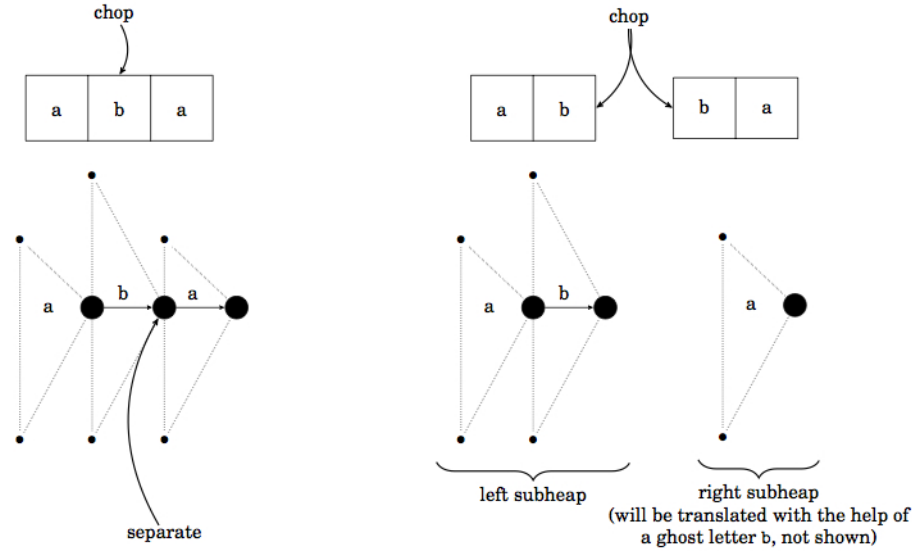 chop
a b a
a
b
a
separate
chop
a b
b a
a
b
a
left subheap
right subheap
(will be translated with the help of
a ghost letter b, not shown)